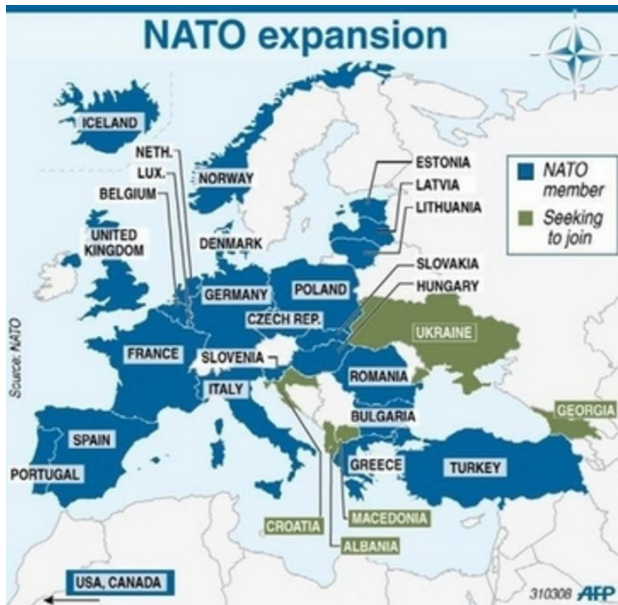 NATO expansion
ICELAND
NETH.
LUX.
BELGIUM
NORWAY
ESTONIA
LATVIA
LITHUANIA
NATO
member
Seeking
to join
UNITED
KINGDOM
DENMARK
SLOVAKIA
HUNGARY
GERMANY
POLAND
CZECH REP.
UKRAINE
FRANCE
SLOVENIA
ROMANIA
ITALY
BULGARIA
GEORGIA
SPAIN
PORTUGAL
GREECE
TURKEY
CROATIA
MACEDONIA
ALBANIA
USA, CANADA
Source: NATO
310308 AFP